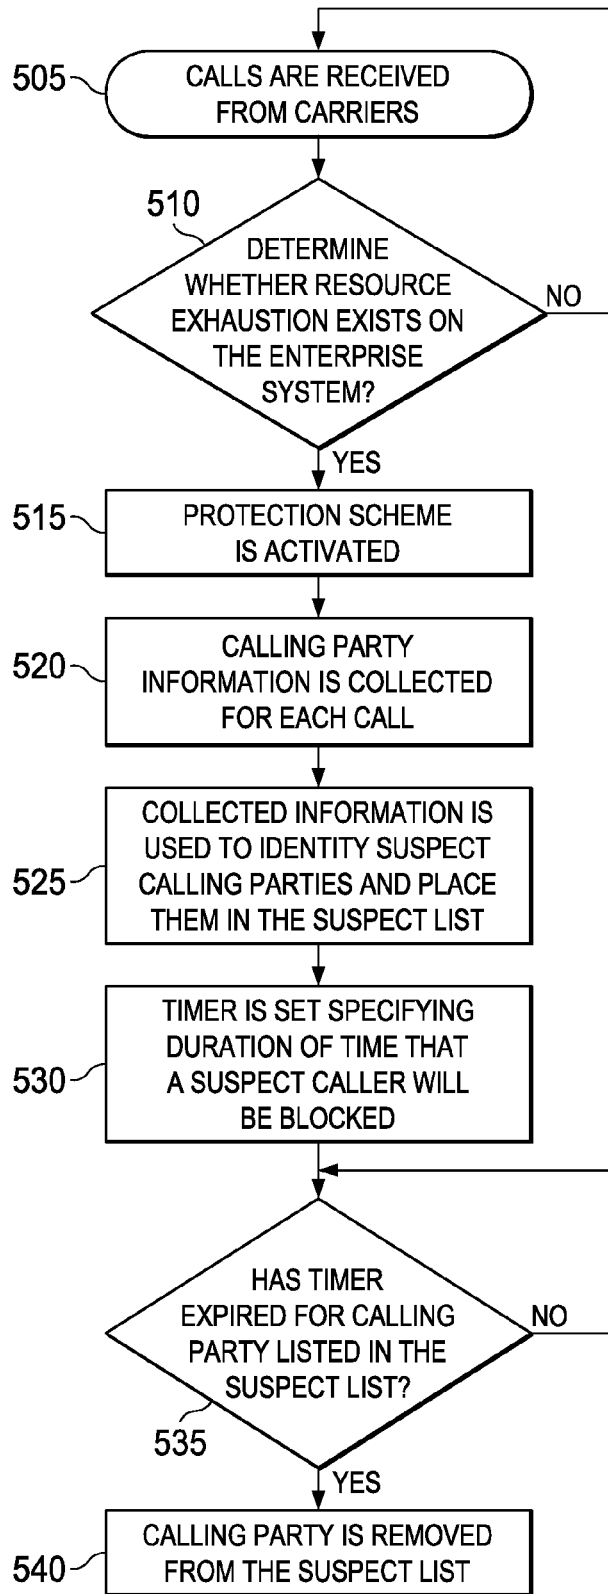 505
CALLS ARE RECEIVED
FROM CARRIERS
510
DETERMINE
WHETHER RESOURCE
EXHAUSTION EXISTS ON
THE ENTERPRISE
SYSTEM?
NO
YES
515
PROTECTION SCHEME
IS ACTIVATED
520
CALLING PARTY
INFORMATION IS COLLECTED
FOR EACH CALL
525
COLLECTED INFORMATION IS
USED TO IDENTITY SUSPECT
CALLING PARTIES AND PLACE
THEM IN THE SUSPECT LIST
530
TIMER IS SET SPECIFYING
DURATION OF TIME THAT
A SUSPECT CALLER WILL
BE BLOCKED
HAS TIMER
EXPIRED FOR CALLING
PARTY LISTED IN THE
SUSPECT LIST?
NO
535
YES
540
CALLING PARTY IS REMOVED
FROM THE SUSPECT LIST